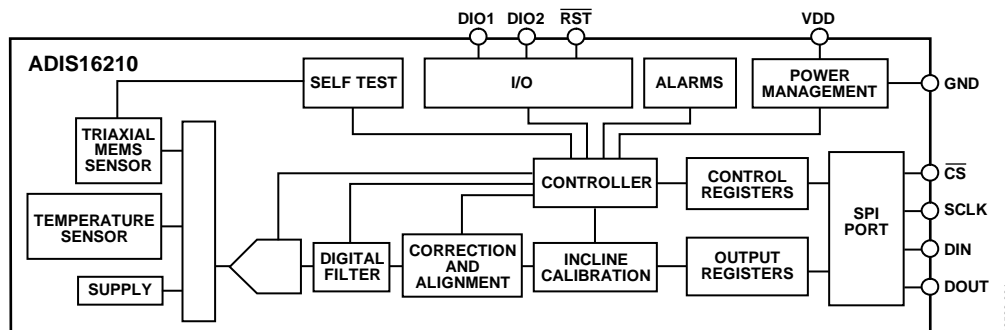 DIO1 DIO2 RST VDD
ADIS16210
SELF TEST
I/O
ALARMS
POWER
MANAGEMENT
GND
TRIAXIAL
MEMS
SENSOR
TEMPERATURE
SENSOR
SUPPLY
DIGITAL
FILTER
CORRECTION
AND
ALIGNMENT
CONTROLLER
INCLINE
CALIBRATION
CONTROL
REGISTERS
OUTPUT
REGISTERS
SPI
PORT
CS
SCLK
DIN
DOUT